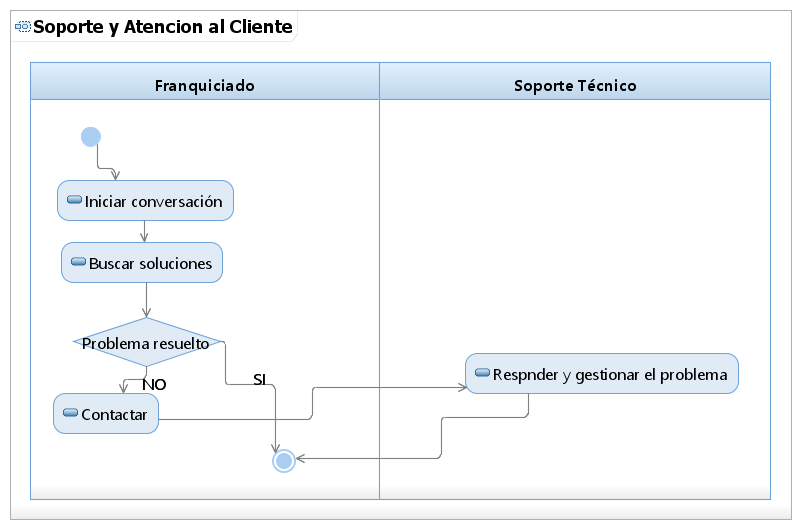 Soporte y Atencion al Cliente
Franquiciado
Soporte Técnico
Iniciar conversación
Buscar soluciones
Problema resuelto
NO
SI
Respnder y gestionar el problema
Contactar